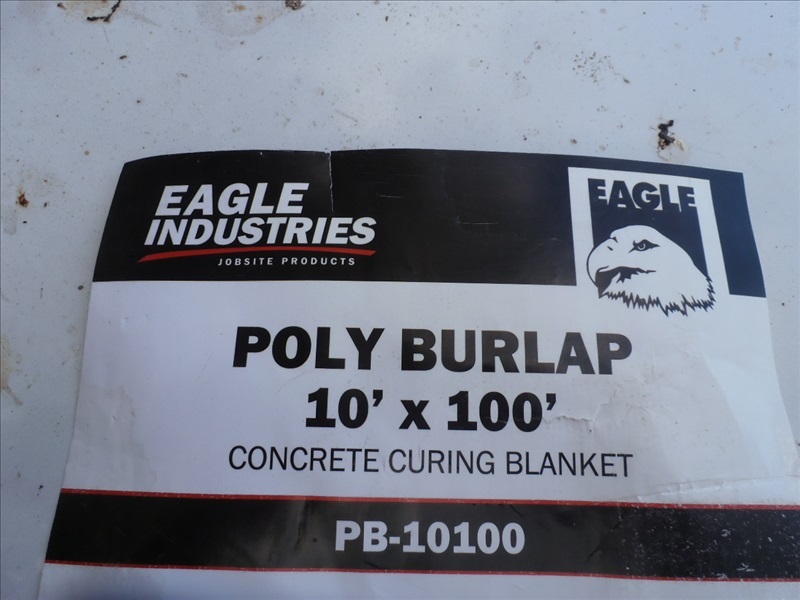 EAGLE
INDUSTRIES
JOBSITE PRODUCTS
EAGLE
POLY BURLAP
10' x 100'
CONCRETE CURING BLANKET
PB-10100